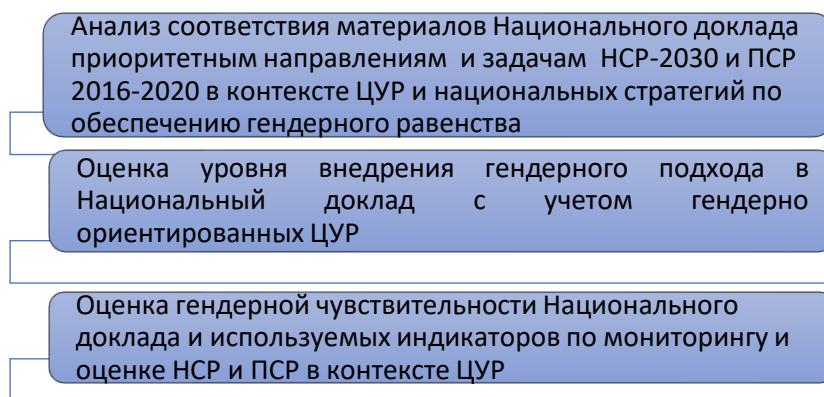 Анализ соответствия материалов Национального доклада
приоритетным направлениям и задачам НСР-2030 и ПСР
2016-2020 в контексте ЦУР и национальных стратегий по
обеспечению гендерного равенства
Оценка уровня внедрения гендерного подхода в
Национальный доклад с учетом гендерно
ориентированных ЦУР
Оценка гендерной чувствительности Национального
доклада и используемых индикаторов по мониторингу и
оценке НСР и ПСР в контексте ЦУР